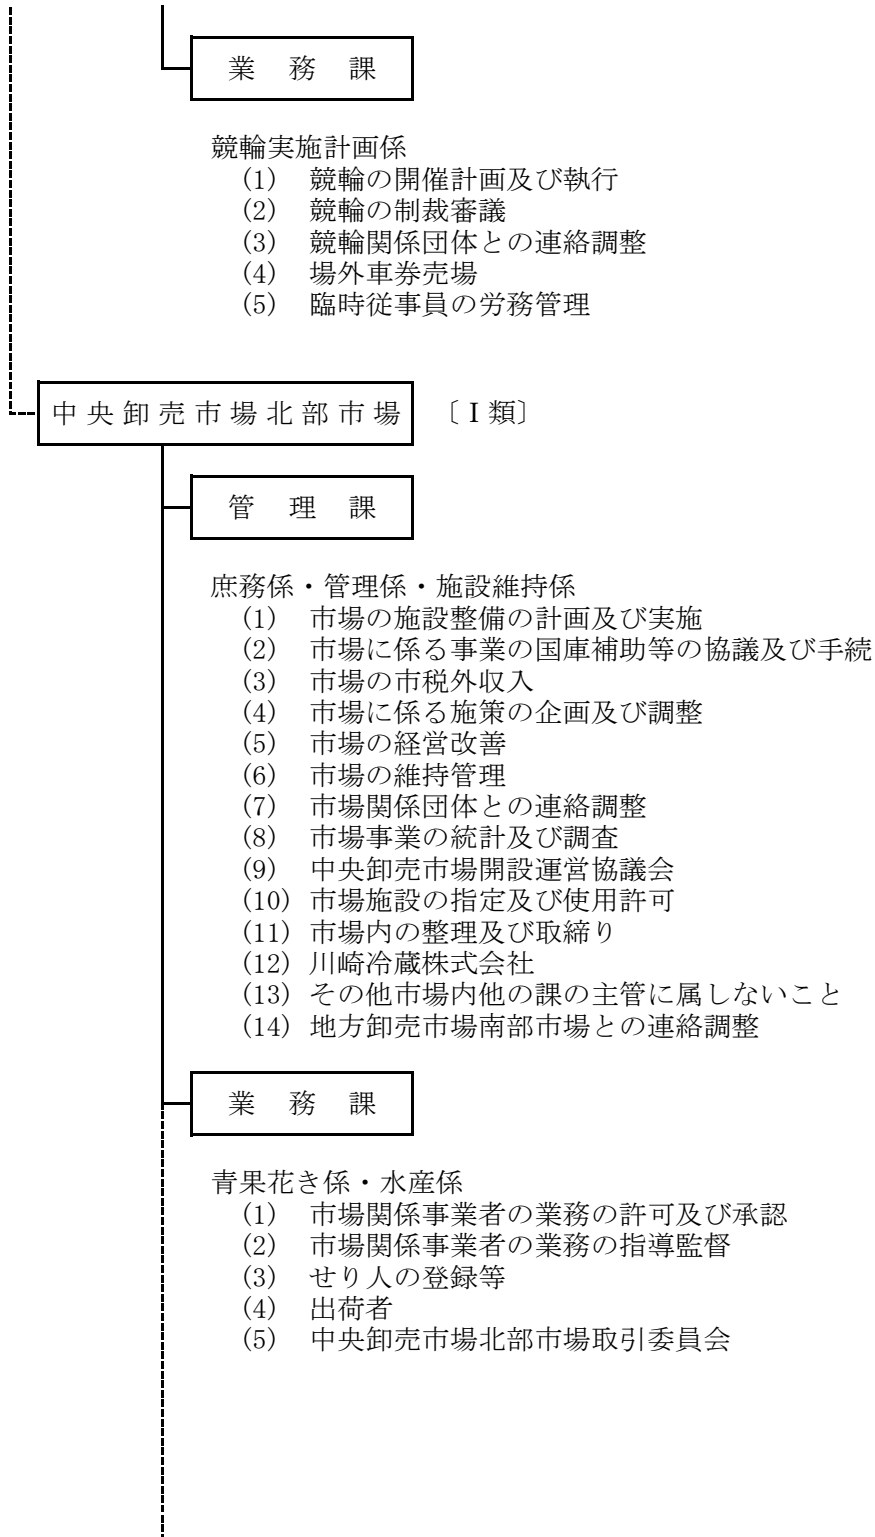 業務課
競輪実施計画係
(1) 競輪の開催計画及び執行
(2) 競輪の制裁審議
(3) 競輪関係団体との連絡調整
(4) 場外車券売場
(5) 臨時従事員の労務管理
中央卸売市場北部市場 〔Ⅰ類〕
管理課
庶務係・管理係・施設維持係
(1) 市場の施設整備の計画及び実施
(2) 市場に係る事業の国庫補助等の協議及び手続
(3) 市場の市税外収入
(4) 市場に係る施策の企画及び調整
(5) 市場の経営改善
(6) 市場の維持管理
(7) 市場関係団体との連絡調整
(8) 市場事業の統計及び調査
(9) 中央卸売市場開設運営協議会
(10) 市場施設の指定及び使用許可
(11) 市場内の整理及び取締り
(12) 川崎冷蔵株式会社
(13) その他市場内他の課の主管に属しないこと
(14) 地方卸売市場南部市場との連絡調整
業務課
青果花き係・水産係
(1) 市場関係事業者の業務の許可及び承認
(2) 市場関係事業者の業務の指導監督
(3) せり人の登録等
(4) 出荷者
(5) 中央卸売市場北部市場取引委員会